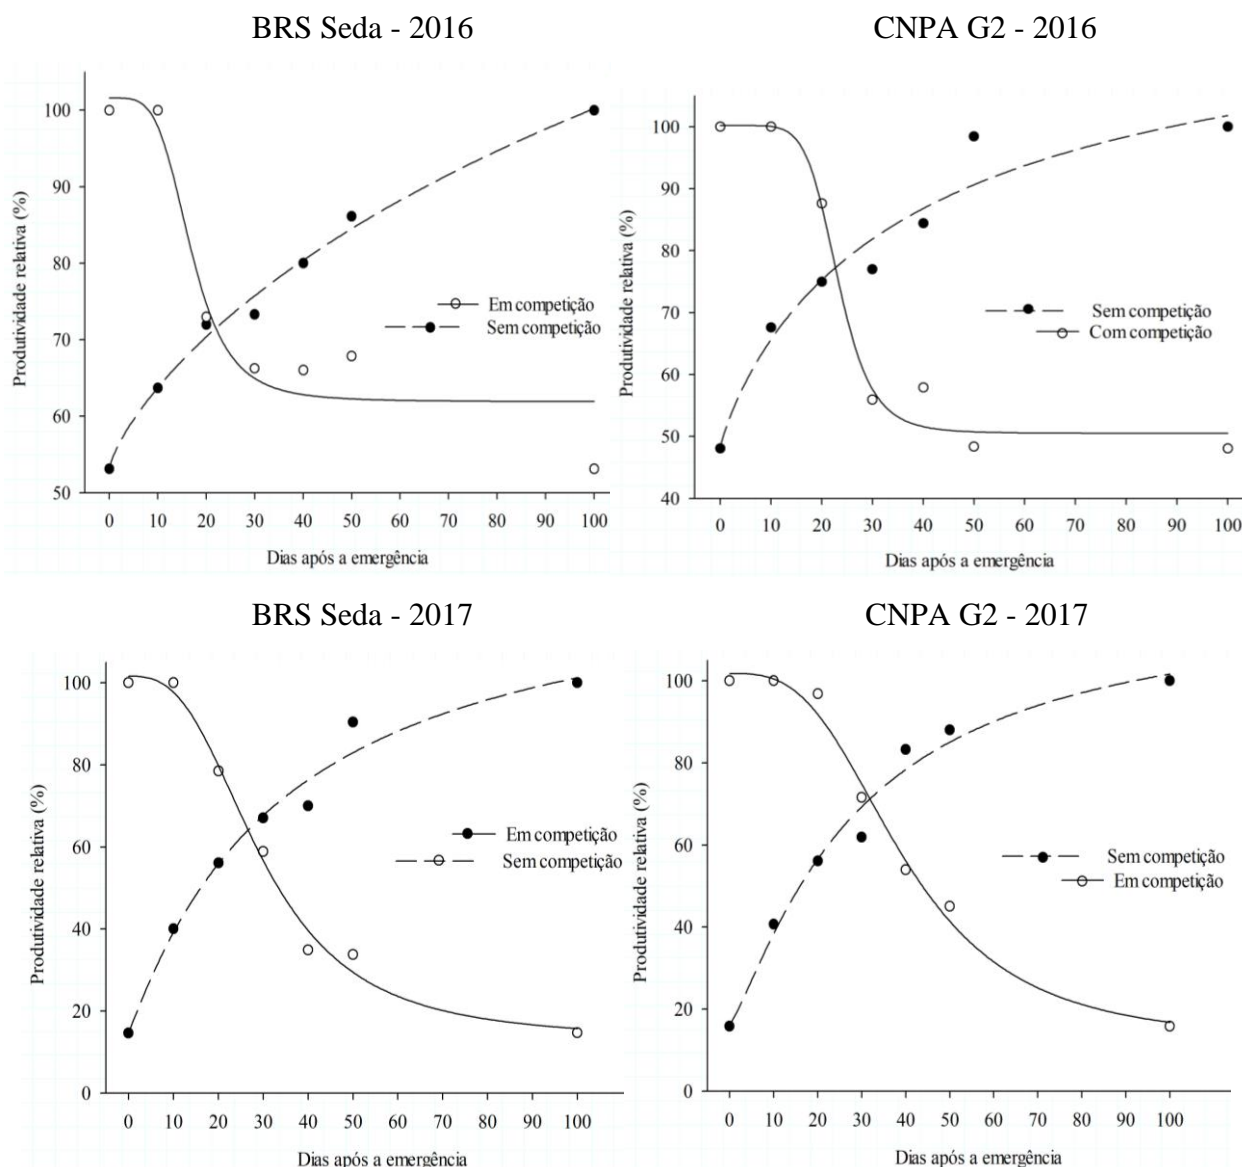 BRS Seda - 2016
Produtividade relativa (%)
100
90
80
70
60
50
Em competição
Sem competição
0 10 20 30 40 50 60 70 80 90 100
Dias após a emergência
CNPA G2 - 2016
Produtividade relativa (%)
100
90
80
70
60
50
40
Sem competição
Com competição
0 10 20 30 40 50 60 70 80 90 100
Dias após a emergência
BRS Seda - 2017
Produtividade relativa (%)
100
80
60
40
20
0
Em competição
Sem competição
0 10 20 30 40 50 60 70 80 90 100
Dias após a emergência
CNPA G2 - 2017
Produtividade relativa (%)
100
80
60
40
20
0
Sem competição
Em competição
0 10 20 30 40 50 60 70 80 90 100
Dias após a emergência